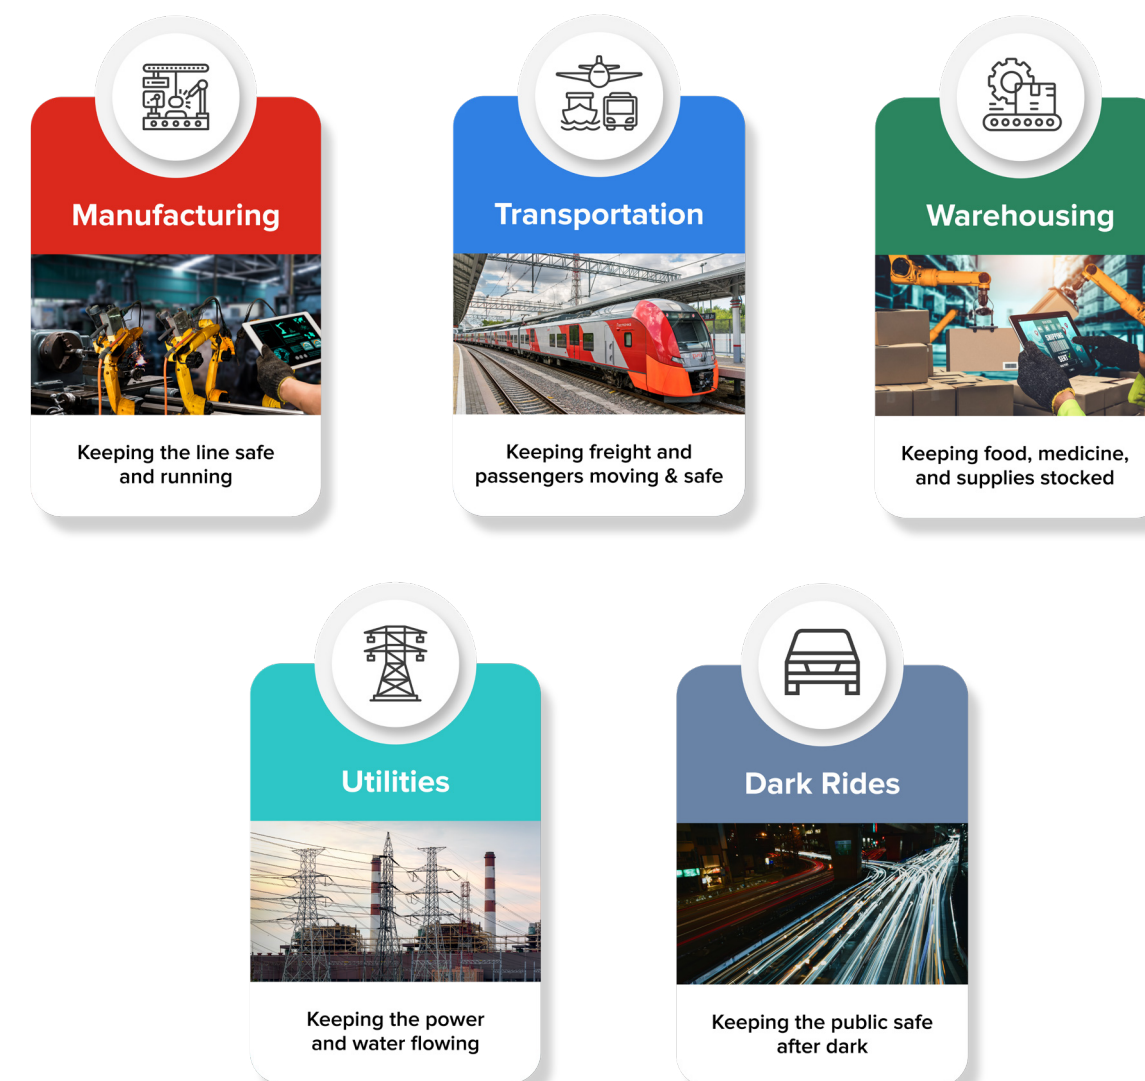 Manufacturing
Transportation
Warehousing
Keeping the line safe
and running
Keeping freight and
passengers moving & safe
Keeping food, medicine,
and supplies stocked
Utilities
Dark Rides
Keeping the power
and water flowing
Keeping the public safe
after dark